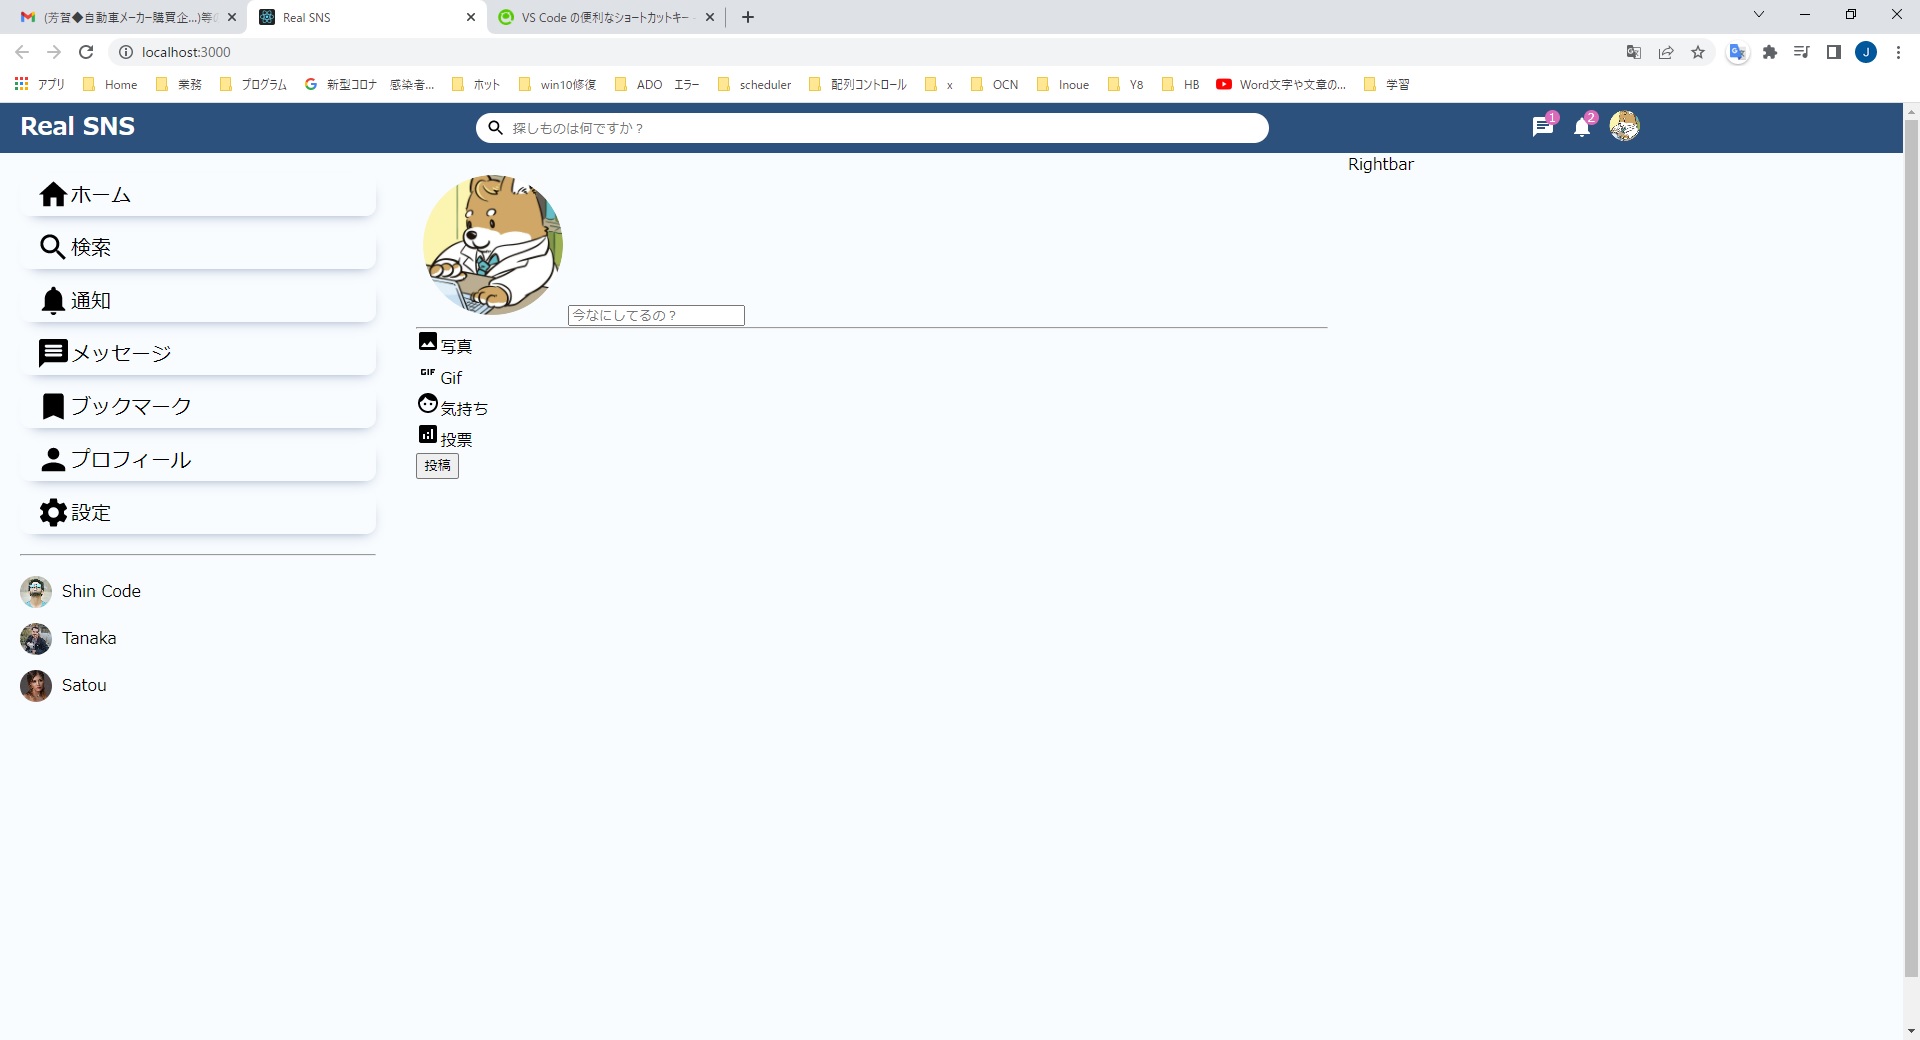 (芳賀◆自動車メーカー購買企...)等の
Real SNS
VS Code の便利なショートカットキー -
localhost:3000
J
アプリ
Home
業務
プログラム
新型コロナ 感染者...
ホット
win10修復
ADO エラー
scheduler
配列コントロール
x
OCN
Inoue
Y8
HB
Word文字や文章の...
学習
Real SNS
探しものは何ですか？
1
2
ホーム
検索
通知
メッセージ
ブックマーク
プロフィール
設定
Shin Code
Tanaka
Satou
今なにしてるの？
写真
GIF Gif
気持ち
投票
投稿
Rightbar